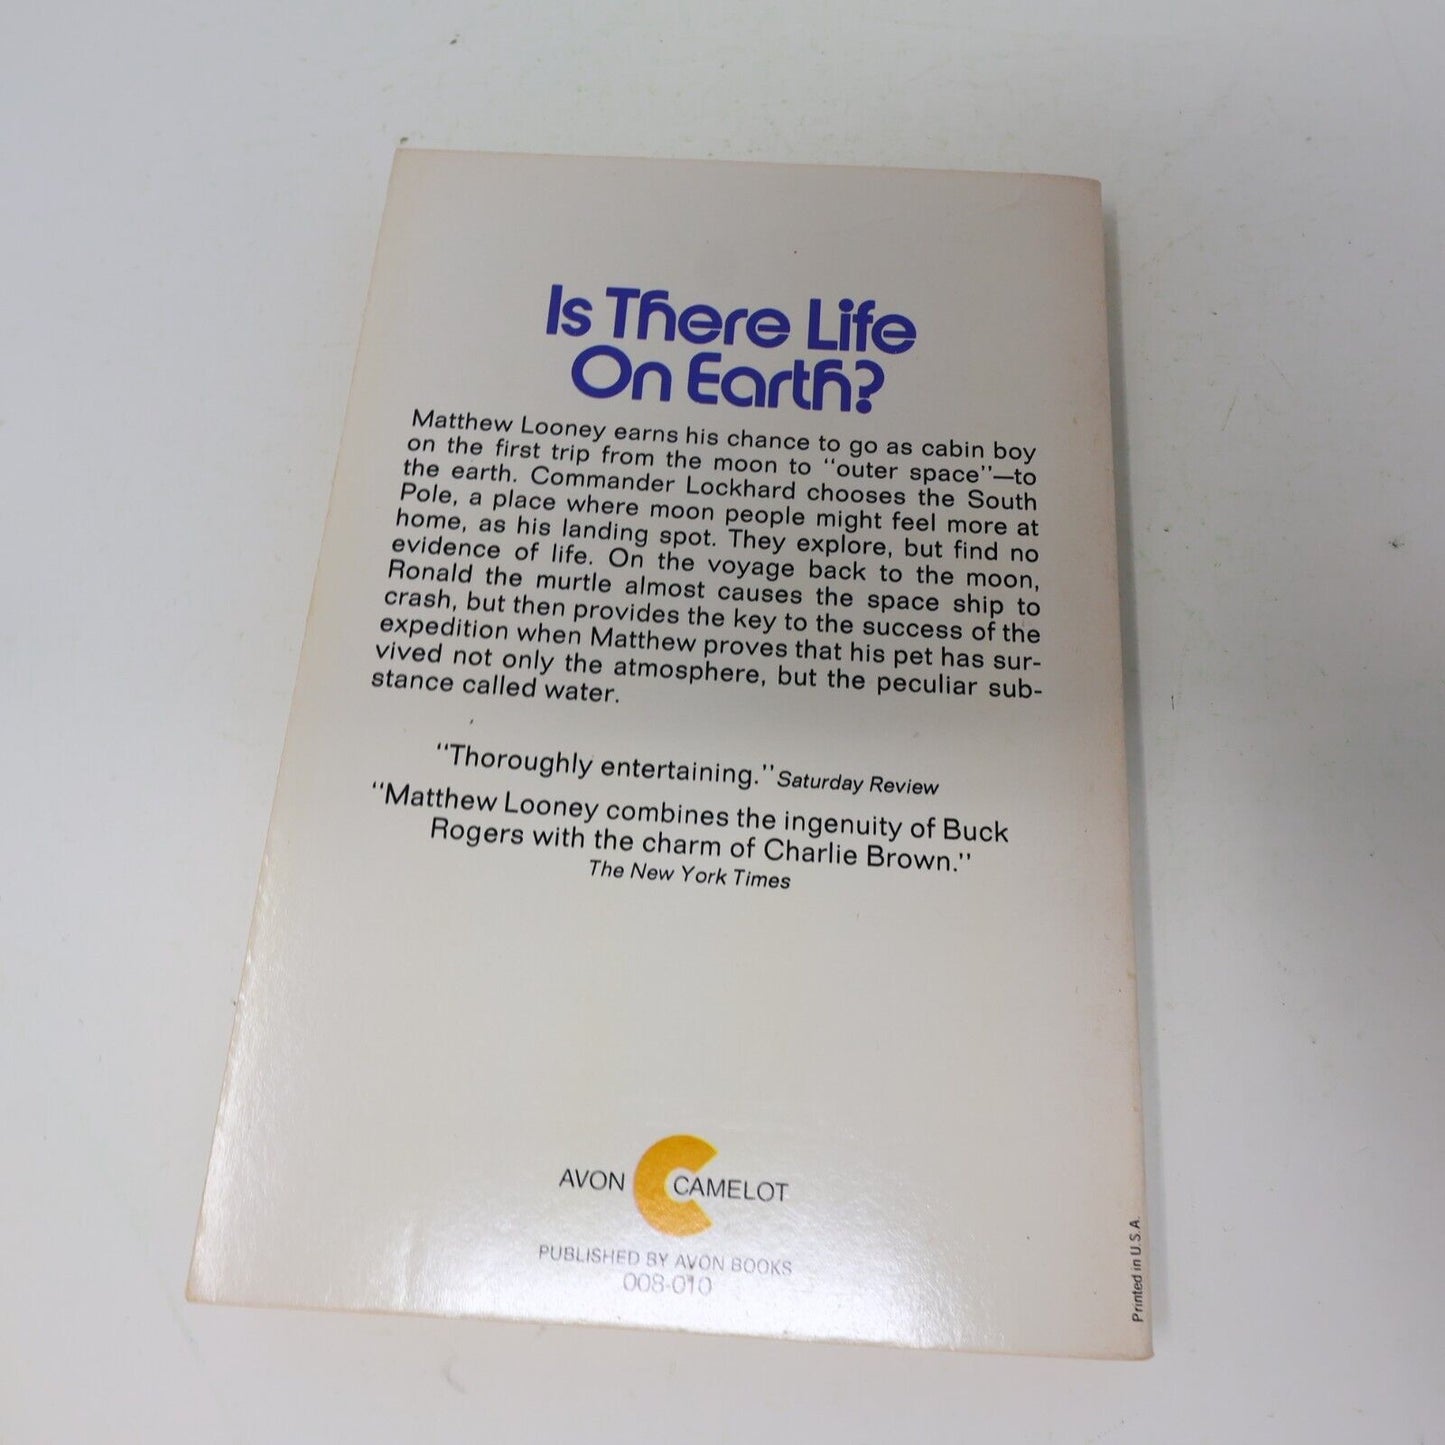 Is There Life
On Earth?
Matthew Looney earns his chance to go as cabin boy
on the first trip from the moon to "outer space"—to
the earth. Commander Lockhard chooses the South
Pole, a place where moon people might feel more at
home, as his landing spot. They explore, but find no
evidence of life. On the voyage back to the moon,
Ronald the murtle almost causes the space ship to
crash, but then provides the key to the success of the
expedition when Matthew proves that his pet has sur-
vived not only the atmosphere, but the peculiar sub-
stance called water.
"Thoroughly entertaining." Saturday Review
"Matthew Looney combines the ingenuity of Buck
Rogers with the charm of Charlie Brown."
The New York Times
AVON CAMELOT
PUBLISHED BY AVON BOOKS
008-010
Printed in U.S.A.